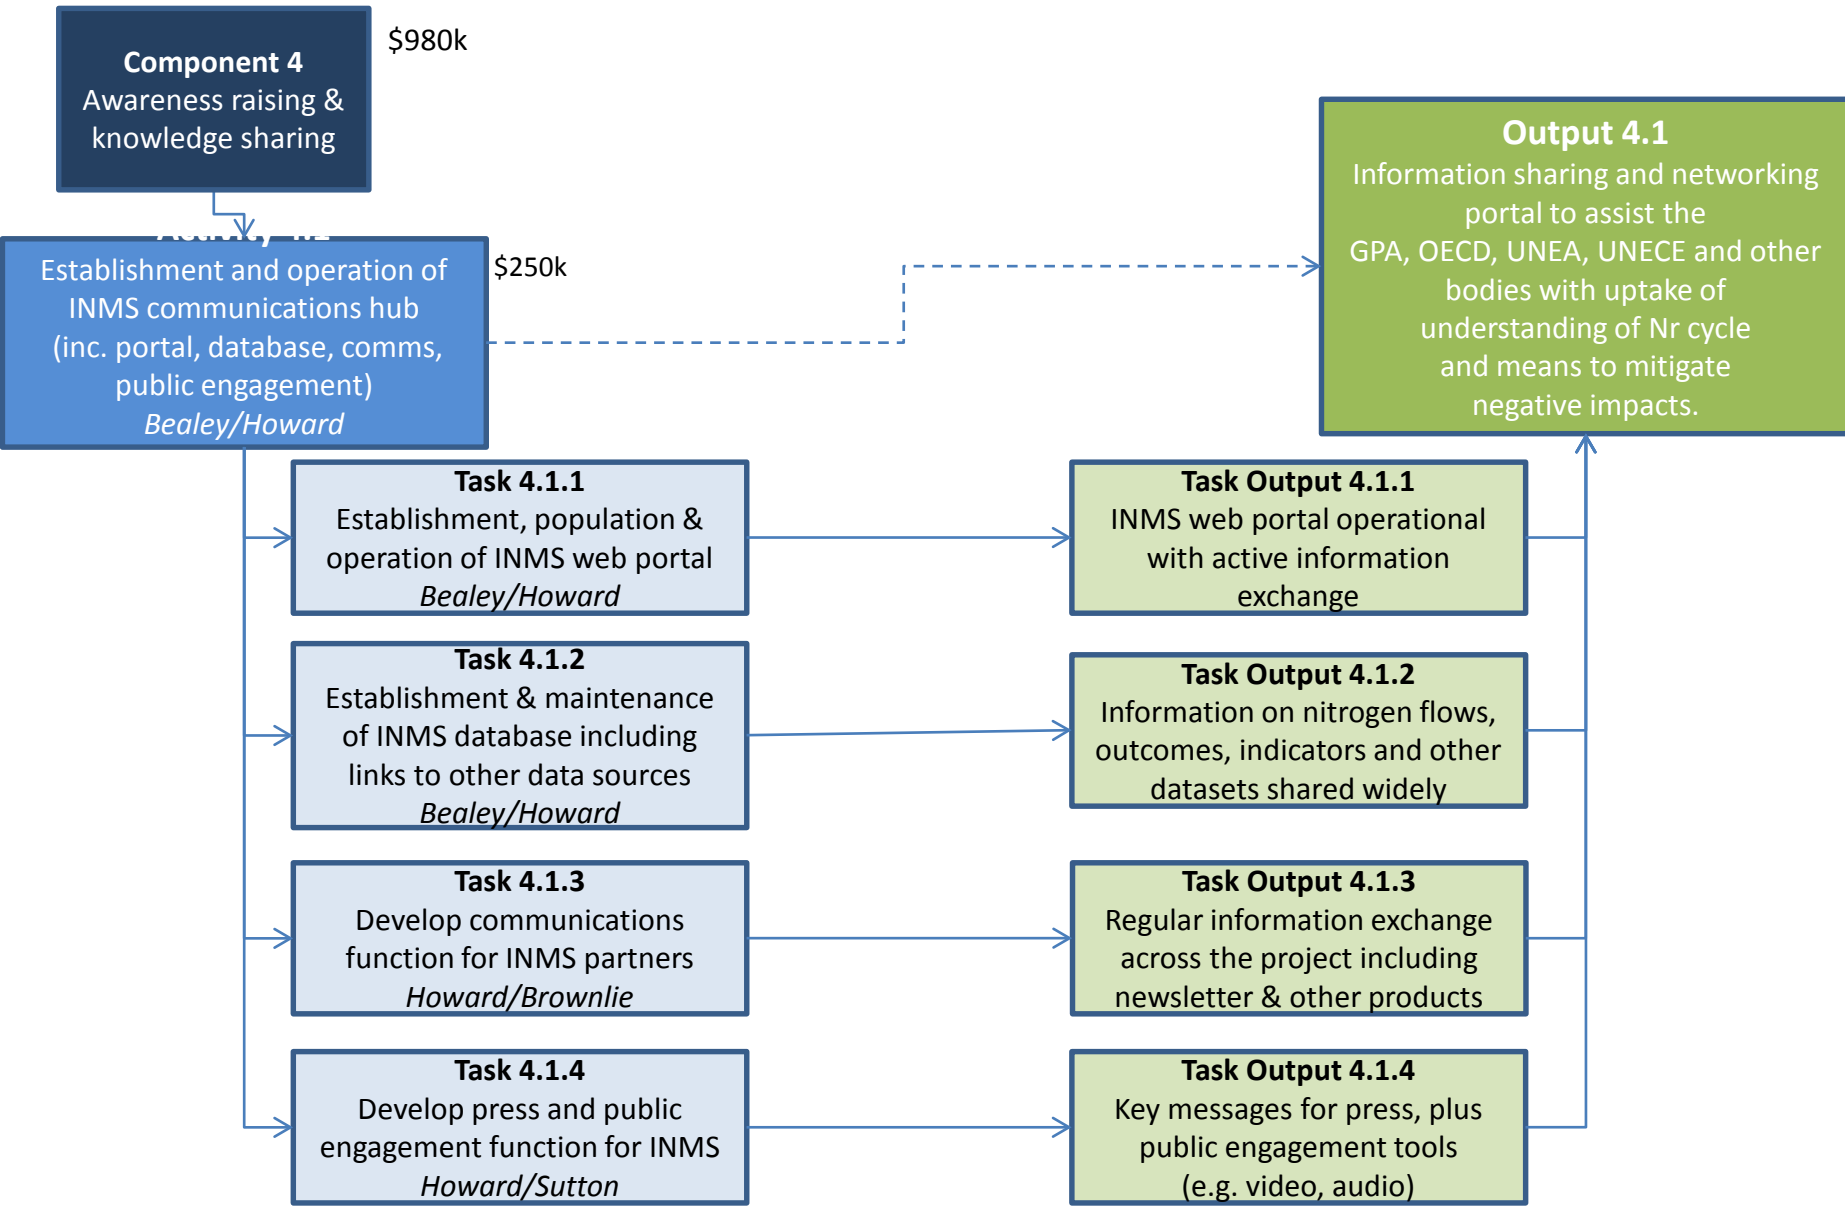 Component 4
Awareness raising &
knowledge sharing
$980k
Activity 4.1
Establishment and operation of
INMS communications hub
(inc. portal, database, comms,
public engagement)
Bealey/Howard
$250k
Output 4.1
Information sharing and networking
portal to assist the
GPA, OECD, UNEA, UNECE and other
bodies with uptake of
understanding of Nr cycle
and means to mitigate
negative impacts.
Task 4.1.1
Establishment, population &
operation of INMS web portal
Bealey/Howard
Task Output 4.1.1
INMS web portal operational
with active information
exchange
Task 4.1.2
Establishment & maintenance
of INMS database including
links to other data sources
Bealey/Howard
Task Output 4.1.2
Information on nitrogen flows,
outcomes, indicators and other
datasets shared widely
Task 4.1.3
Develop communications
function for INMS partners
Howard/Brownlie
Task Output 4.1.3
Regular information exchange
across the project including
newsletter & other products
Task 4.1.4
Develop press and public
engagement function for INMS
Howard/Sutton
Task Output 4.1.4
Key messages for press, plus
public engagement tools
(e.g. video, audio)